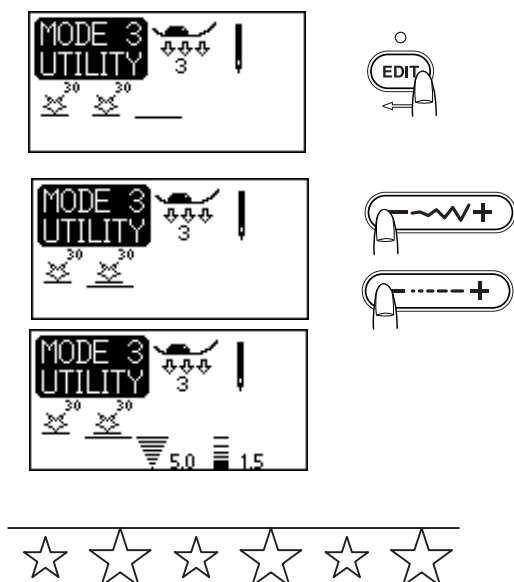 MODE 3
UTILITY
3
30 30
EDIT
MODE 3
UTILITY
3
30 30
- +
- +
MODE 3
UTILITY
3
30 30
5.0 1.5